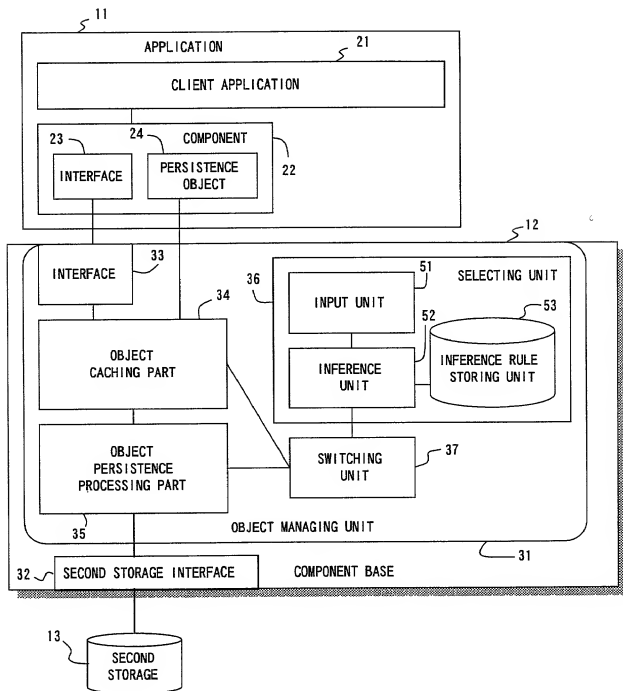 11
APPLICATION
21
CLIENT APPLICATION
23
24
COMPONENT
22
INTERFACE
PERSISTENCE
OBJECT
12
INTERFACE
33
36
SELECTING UNIT
51
INPUT UNIT
34
52
53
OBJECT
CACHING PART
INFERENCE
UNIT
INFERENCE RULE
STORING UNIT
OBJECT
PERSISTENCE
PROCESSING PART
SWITCHING
UNIT
37
35
OBJECT MANAGING UNIT
31
32
SECOND STORAGE INTERFACE
COMPONENT BASE
13
SECOND
STORAGE